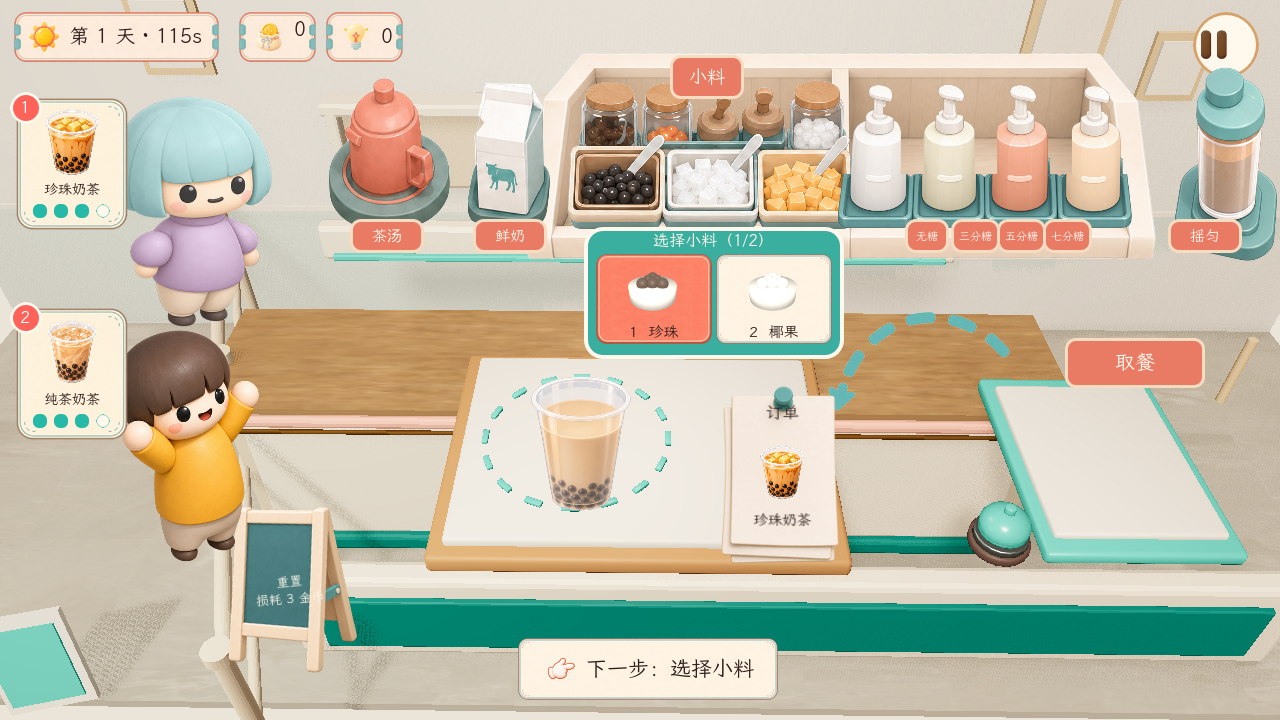 第 1 天·115s
0
0
小料
1
珍珠奶茶
茶汤
鲜奶
无糖
三分糖
五分糖
七分糖
摇匀
选择小料 (1/2)
1 珍珠
2 椰果
2
纯茶奶茶
取餐
订单
珍珠奶茶
重置
损耗 3 金币
下一步: 选择小料